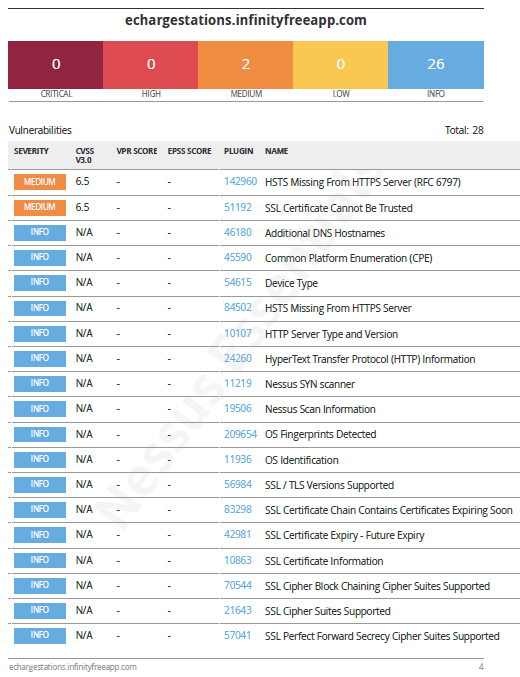 echargestations.infinityfreeapp.com
0 0 2 0 26
CRITICAL HIGH MEDIUM LOW INFO
Vulnerabilities Total: 28
SEVERITY CVSS V3.0 VPR SCORE EPSS SCORE PLUGIN NAME
MEDIUM 6.5 - - 142960 HSTS Missing From HTTPS Server (RFC 6797)
MEDIUM 6.5 - - 51192 SSL Certificate Cannot Be Trusted
INFO N/A - - 46180 Additional DNS Hostnames
INFO N/A - - 45590 Common Platform Enumeration (CPE)
INFO N/A - - 54615 Device Type
INFO N/A - - 84502 HSTS Missing From HTTPS Server
INFO N/A - - 10107 HTTP Server Type and Version
INFO N/A - - 24260 HyperText Transfer Protocol (HTTP) Information
INFO N/A - - 11219 Nessus SYN scanner
INFO N/A - - 19506 Nessus Scan Information
INFO N/A - - 209654 OS Fingerprints Detected
INFO N/A - - 11936 OS Identification
INFO N/A - - 56984 SSL / TLS Versions Supported
INFO N/A - - 83298 SSL Certificate Chain Contains Certificates Expiring Soon
INFO N/A - - 42981 SSL Certificate Expiry - Future Expiry
INFO N/A - - 10863 SSL Certificate Information
INFO N/A - - 70544 SSL Cipher Block Chaining Cipher Suites Supported
INFO N/A - - 21643 SSL Cipher Suites Supported
INFO N/A - - 57041 SSL Perfect Forward Secrecy Cipher Suites Supported
echargestations.infinityfreeapp.com 4
Nessus Essentials